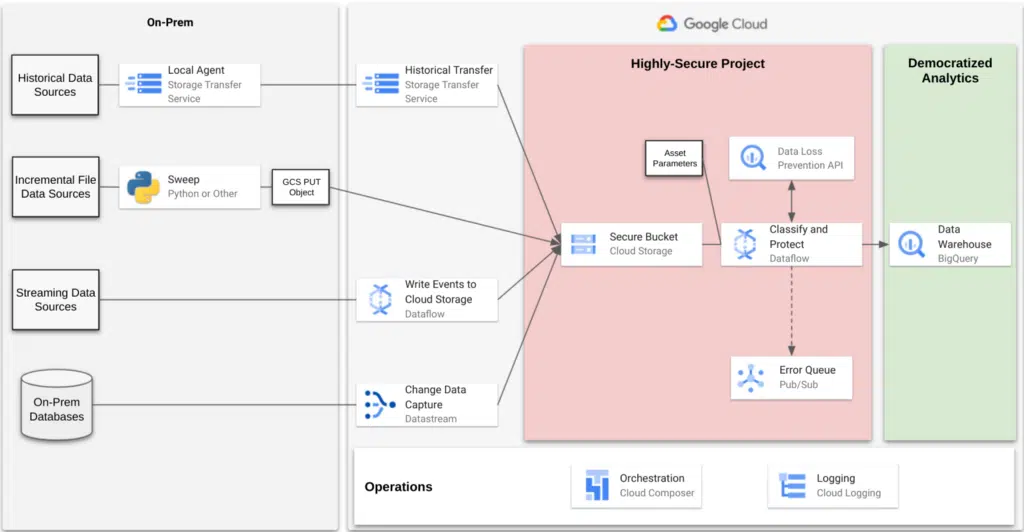 On-Prem
Google Cloud
Highly-Secure Project
Democratized
Analytics
Historical Data
Sources
Local Agent
Storage Transfer
Service
Historical Transfer
Storage Transfer
Service
Asset
Parameters
Data Loss
Prevention API
Incremental File
Data Sources
Sweep
Python or Other
GCS PUT
Object
Secure Bucket
Cloud Storage
Classify and
Protect
Dataflow
Data
Warehouse
BigQuery
Streaming Data
Sources
Write Events to
Cloud Storage
Dataflow
Error Queue
Pub/Sub
On-Prem
Databases
Change Data
Capture
Datastream
Operations
Orchestration
Cloud Composer
Logging
Cloud Logging